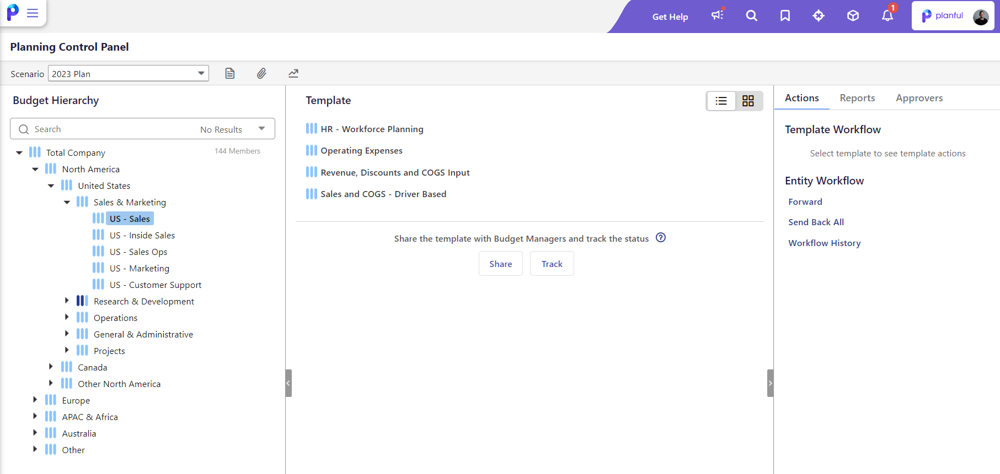 Get Help
1
planful
Planning Control Panel
Scenario 2023 Plan
Budget Hierarchy
Search No Results
Total Company 144 Members
North America
United States
Sales & Marketing
US - Sales
US - Inside Sales
US - Sales Ops
US - Marketing
US - Customer Support
Research & Development
Operations
General & Administrative
Projects
Canada
Other North America
Europe
APAC & Africa
Australia
Other
Template
HR - Workforce Planning
Operating Expenses
Revenue, Discounts and COGS Input
Sales and COGS - Driver Based
Share the template with Budget Managers and track the status ?
Share Track
Actions Reports Approvers
Template Workflow
Select template to see template actions
Entity Workflow
Forward
Send Back All
Workflow History